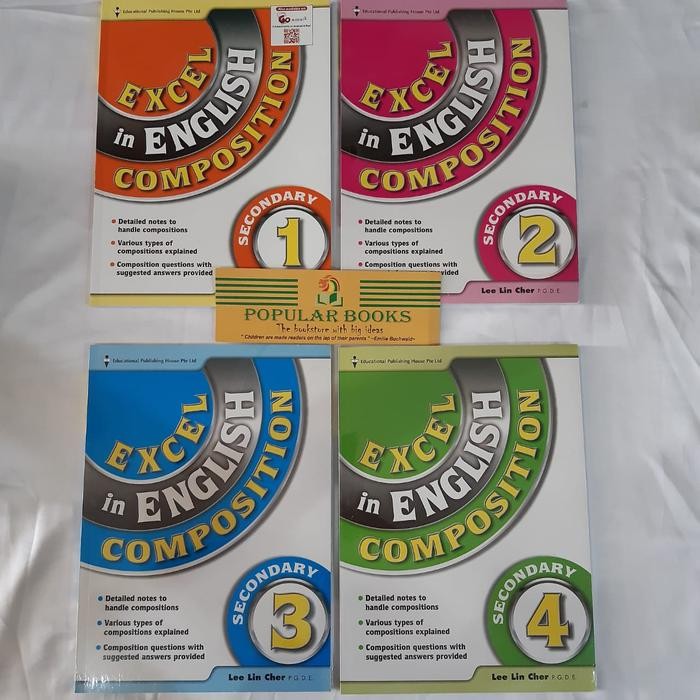 Educational Publishing House Pte Ltd
EXCEL
in ENGLISH
COMPOSITION
SECONDARY
1
Detailed notes to
handle compositions
Various types of
compositions explained
Composition questions with
suggested answers provided
Educational Publishing House Pte Ltd
EXCEL
in ENGLISH
COMPOSITION
SECONDARY
2
Detailed notes to
handle compositions
Various types of
compositions explained
Composition questions with
answers provided
Lee Lin Cher P.G.D.E.
POPULAR BOOKS
The bookstore with big ideas
" Children are made readers on the lap of their parents " ~Emilie Buchwald~
Educational Publishing House Pte Ltd
EXCEL
in ENGLISH
COMPOSITION
SECONDARY
3
Detailed notes to
handle compositions
Various types of
compositions explained
Composition questions with
suggested answers provided
Lee Lin Cher P.G.D.E.
Educational Publishing House Pte Ltd
EXCEL
in ENGLISH
COMPOSITION
SECONDARY
4
Detailed notes to
handle compositions
Various types of
compositions explained
Composition questions with
suggested answers provided
Lee Lin Cher P.G.D.E.